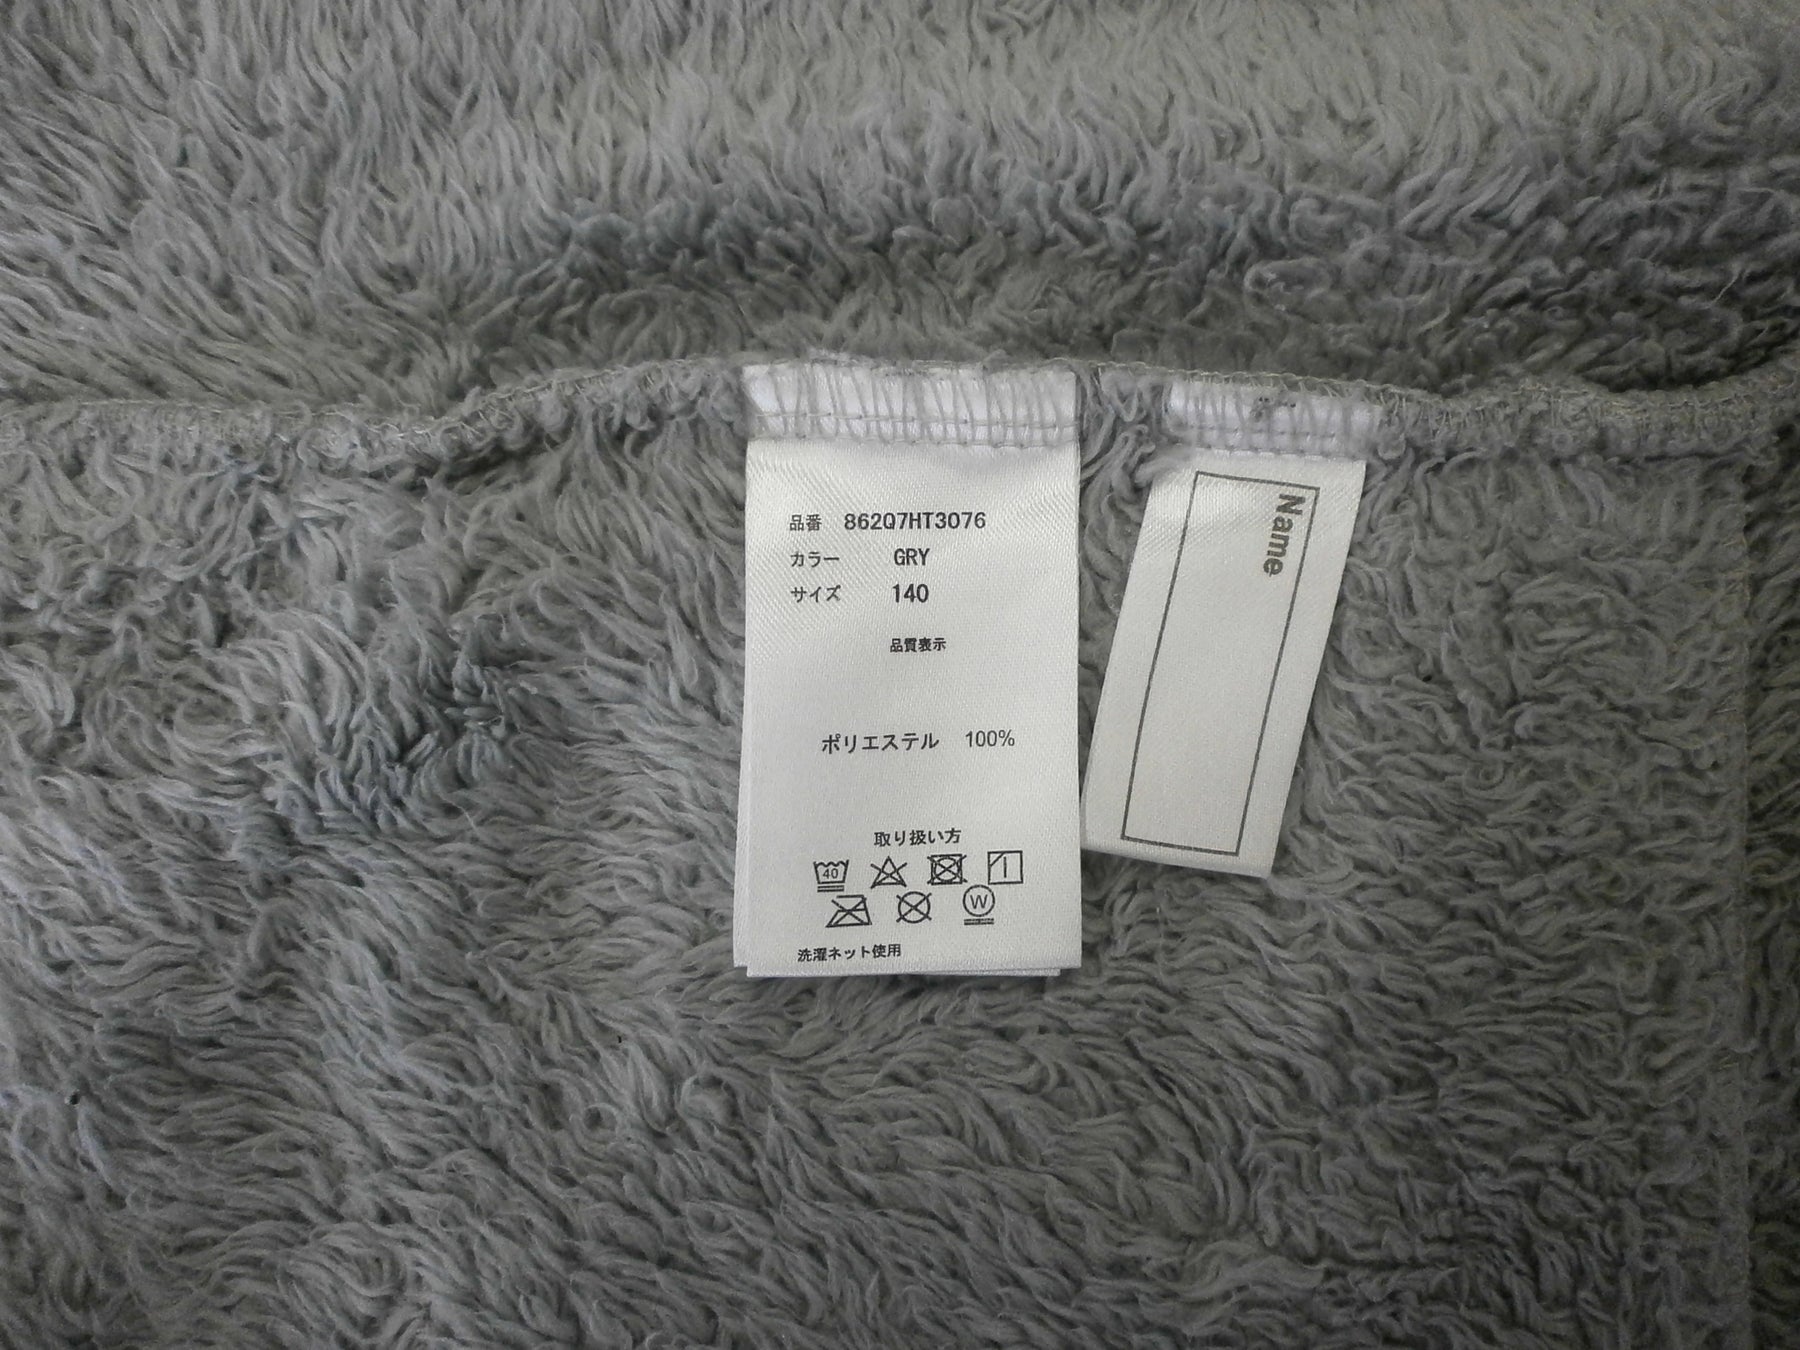 品番 862Q7HT3076
カラー GRY
サイズ 140
品質表示
ポリエステル 100%
取り扱い方
40
W
洗濯ネット使用
Name